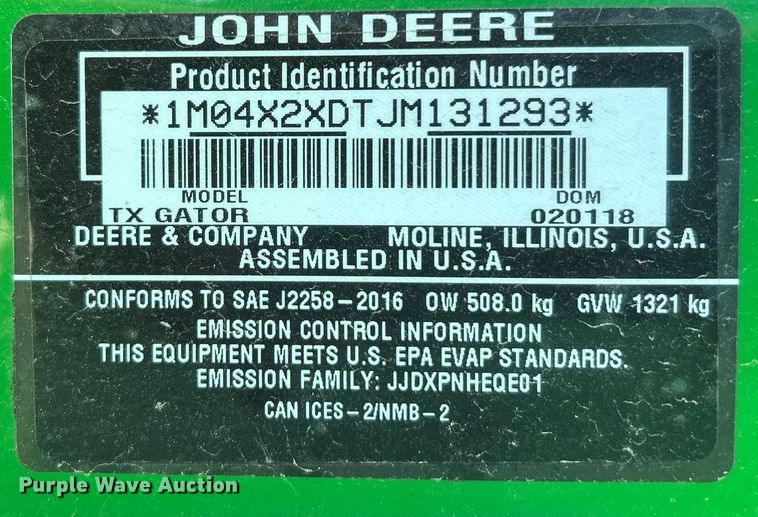 JOHN DEERE
Product Identification Number
*1M04X2XDTJM131293*
MODEL DOM
TX GATOR 020118
DEERE & COMPANY MOLINE, ILLINOIS, U.S.A.
ASSEMBLED IN U.S.A.
CONFORMS TO SAE J2258-2016 OW 508.0 kg GVW 1321 kg
EMISSION CONTROL INFORMATION
THIS EQUIPMENT MEETS U.S. EPA EVAP STANDARDS.
EMISSION FAMILY: JJDXPNHEQE01
CAN ICES-2/NMB-2
Purple Wave Auction